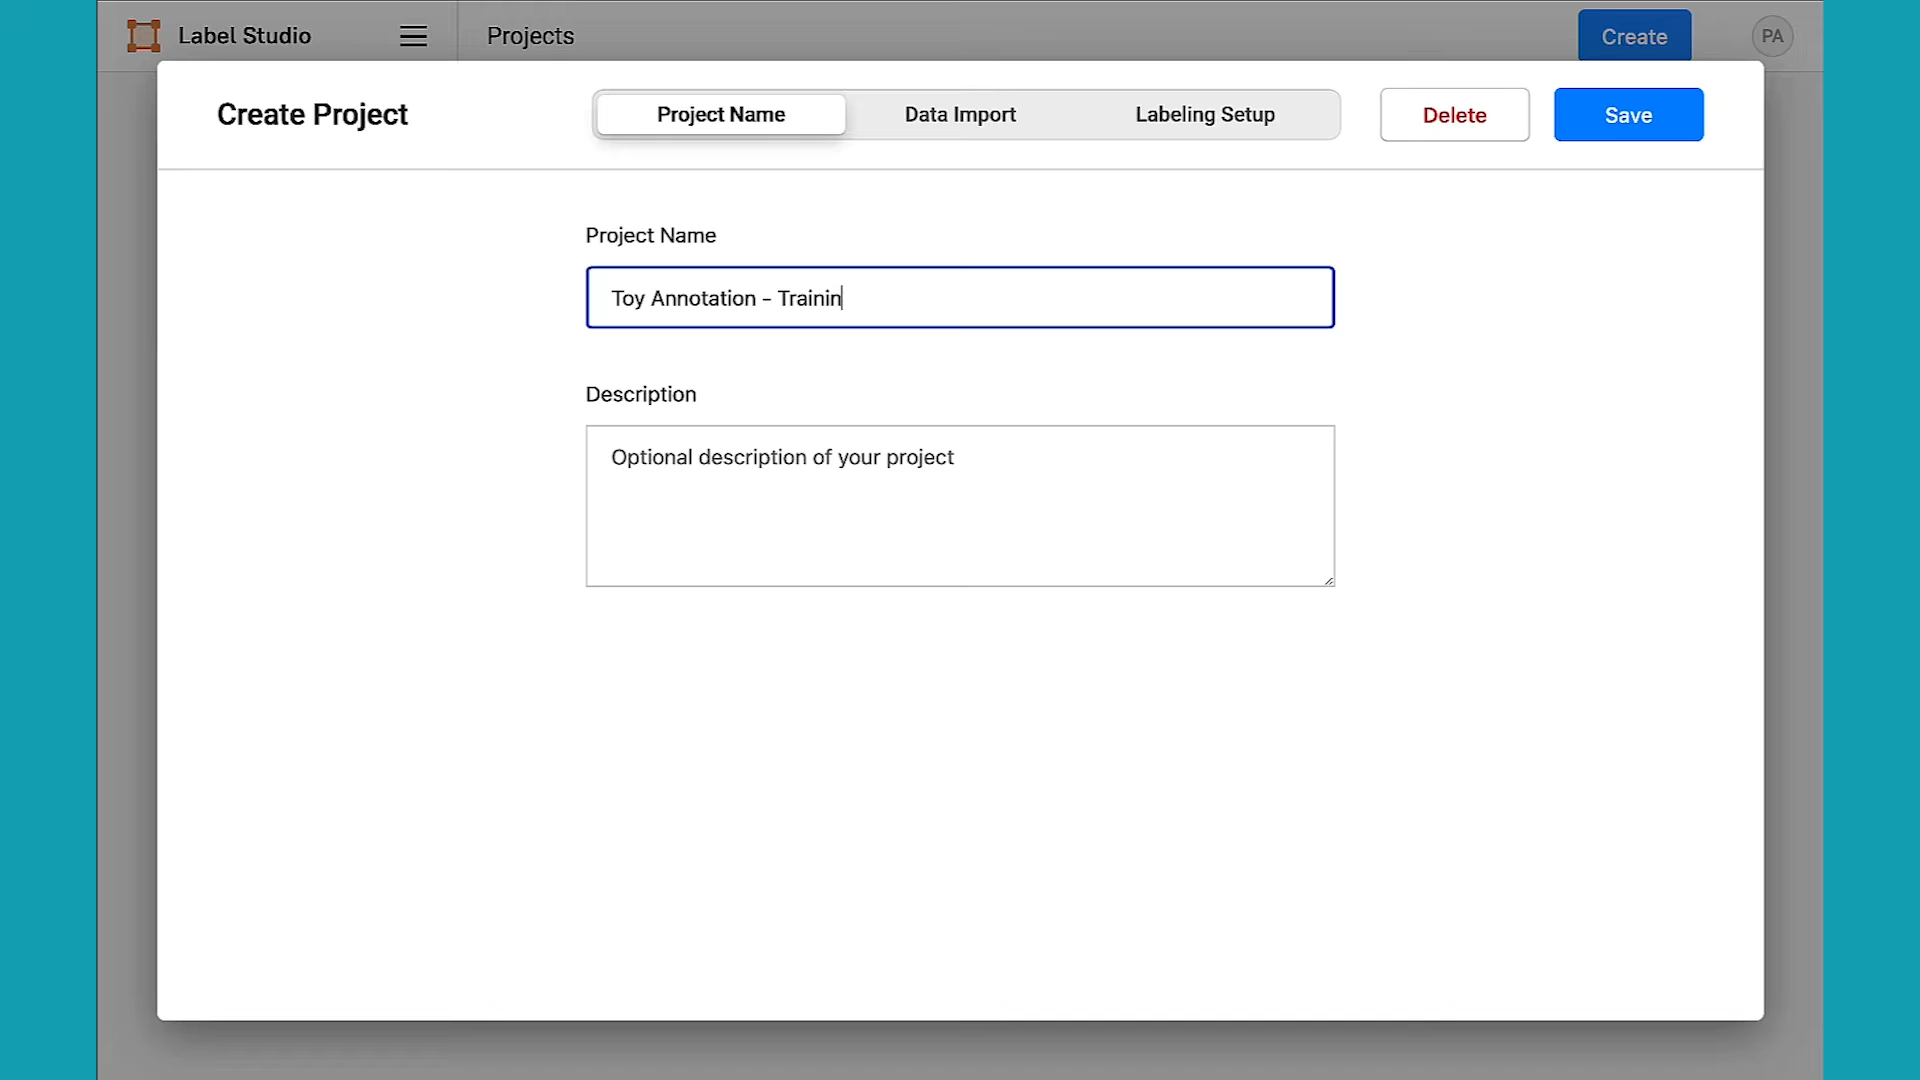 Label Studio
Projects
Create
PA
Create Project
Project Name
Data Import
Labeling Setup
Delete
Save
Project Name
Toy Annotation - Trainin
Description
Optional description of your project